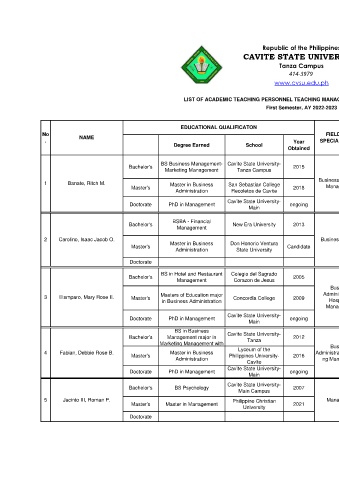 Republic of the Philippines
CAVITE STATE UNIVER
Tanza Campus
414-3979
www.cvsu.edu.ph
LIST OF ACADEMIC TEACHING PERSONNEL TEACHING MANAG
First Semester, AY 2022-2023
No.
NAME
EDUCATIONAL QUALIFICATON
FIELD
SPECIAL
Degree Earned
School
Year
Obtained
1
Banate, Ritch M.
Bachelor's
BS Business Management-
Marketing Management
Cavite State University-
Tanza Campus
2015
Master's
Master in Business
Administration
San Sebastian College
Recoletos de Cavite
2018
Doctorate
PhD in Management
Cavite State University-
Main
ongoing
Business
Mana
2
Carolino, Isaac Jacob O.
Bachelor's
BSBA - Financial
Management
New Era University
2013
Master's
Master in Business
Administration
Don Honorio Ventura
State University
Candidate
Doctorate
Business
3
Illamparo, Mary Rose E.
Bachelor's
BS in Hotel and Restaurant
Management
Colegio del Sagrado
Corazon de Jesus
2005
Master's
Masters of Education major
in Business Administration
Concordia College
2009
Doctorate
PhD in Management
Cavite State University-
Main
ongoing
Bus
Admini
Hos
Mana
4
Fabian, Debbie Rose B.
Bachelor's
BS in Business
Management major in
Marketing Management with
Cavite State University-
Tanza
2012
Master's
Master in Business
Administration
Lyceum of the
Philippines University-
Cavite
2016
Doctorate
PhD in Management
Cavite State University-
Main
ongoing
Bus
Administra
ng Man
5
Jacinto III, Roman P.
Bachelor's
BS Psychology
Cavite State University-
Main Campus
2007
Master's
Master in Management
Philippine Christian
University
2021
Doctorate
Mana